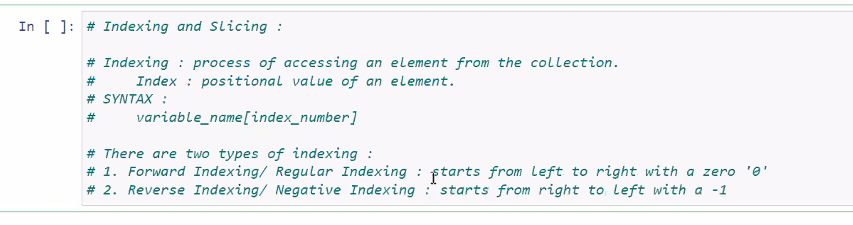 In [ ]: # Indexing and Slicing :
# Indexing : process of accessing an element from the collection.
#     Index : positional value of an element.
# SYNTAX :
#     variable_name[index_number]
# There are two types of indexing :
# 1. Forward Indexing/ Regular Indexing : starts from left to right with a zero '0'
# 2. Reverse Indexing/ Negative Indexing : starts from right to left with a -1